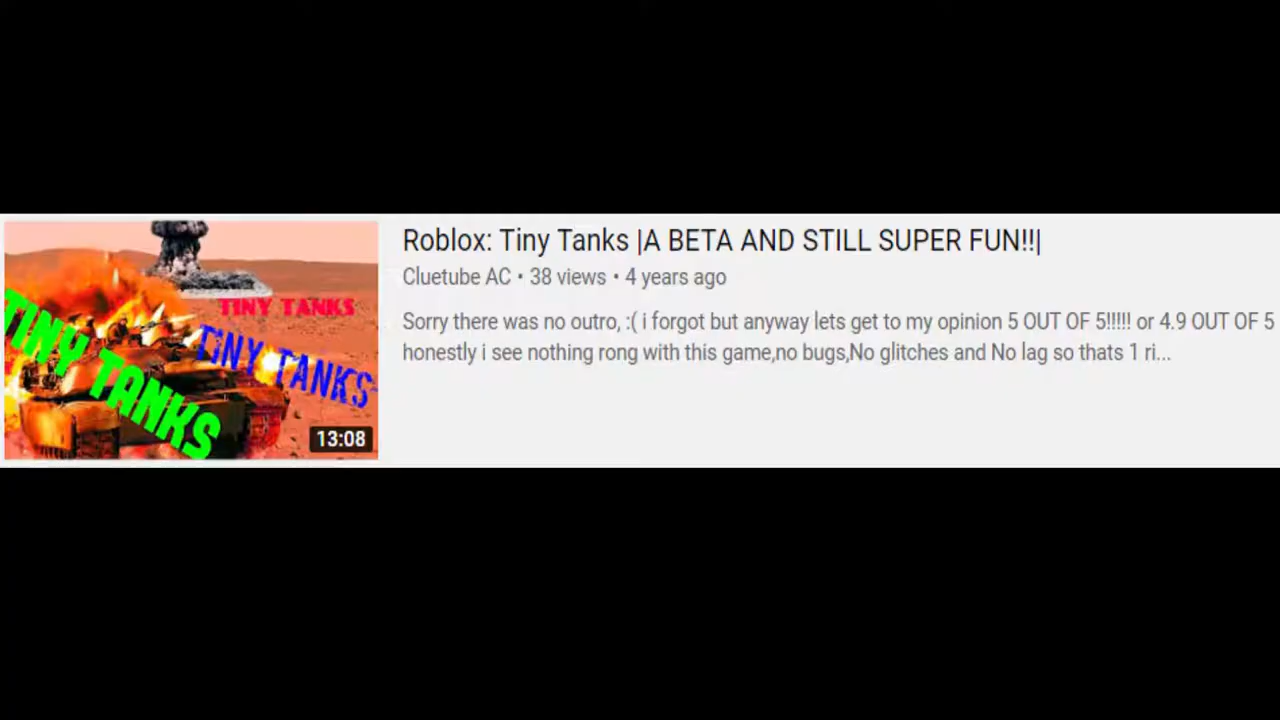 Roblox: Tiny Tanks |A BETA AND STILL SUPER FUN!!|
Cluetube AC • 38 views • 4 years ago
Sorry there was no outro, :( i forgot but anyway lets get to my opinion 5 OUT OF 5!!!!! or 4.9 OUT OF 5
honestly i see nothing rong with this game,no bugs,No glitches and No lag so thats 1 ri...
TINY TANKS
TINY TANKS
TINY TANKS
13:08